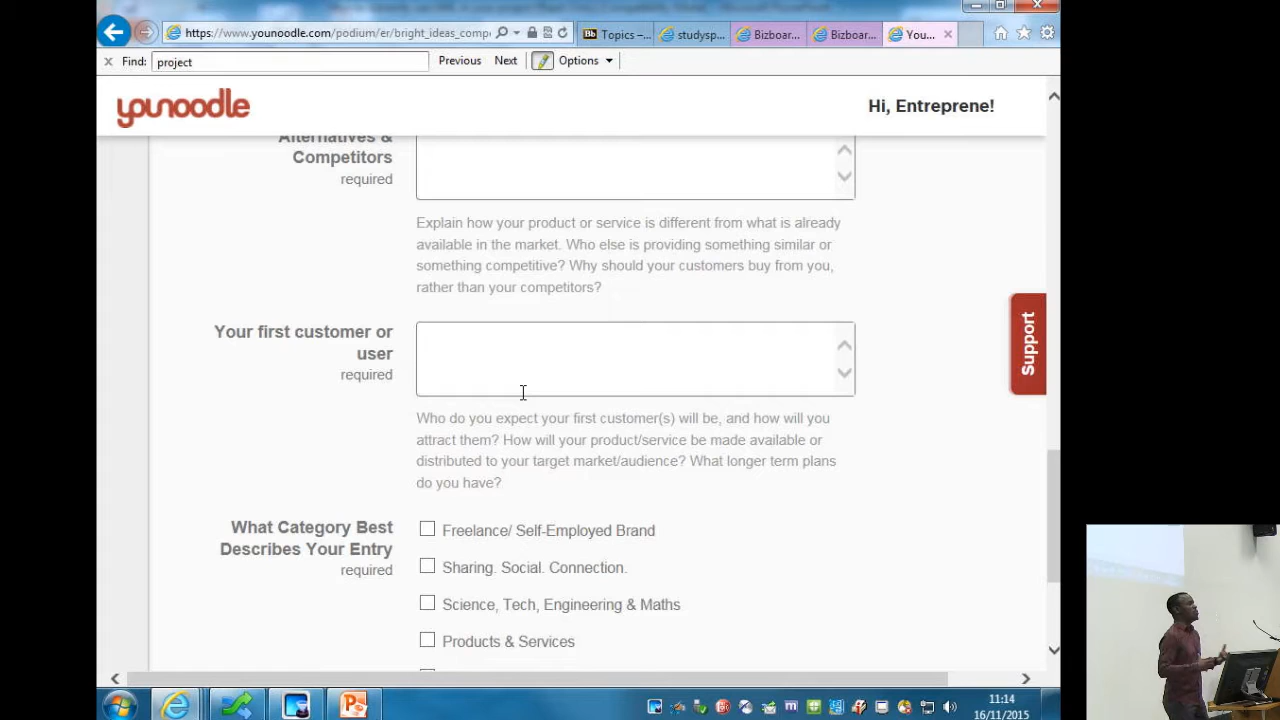 https://www.younoodle.com/podium/er/bright_ideas_compe
Topics –...
studysp...
Bizboar...
Bizboar...
You...
Find: project
Previous Next Options
younoodle
Hi, Entreprene!
Alternatives &
Competitors
required
Explain how your product or service is different from what is already
available in the market. Who else is providing something similar or
something competitive? Why should your customers buy from you,
rather than your competitors?
Your first customer or
user
required
Who do you expect your first customer(s) will be, and how will you
attract them? How will your product/service be made available or
distributed to your target market/audience? What longer term plans
do you have?
Support
What Category Best
Describes Your Entry
required
Freelance/ Self-Employed Brand
Sharing. Social. Connection.
Science, Tech, Engineering & Maths
Products & Services
11:14
16/11/2015